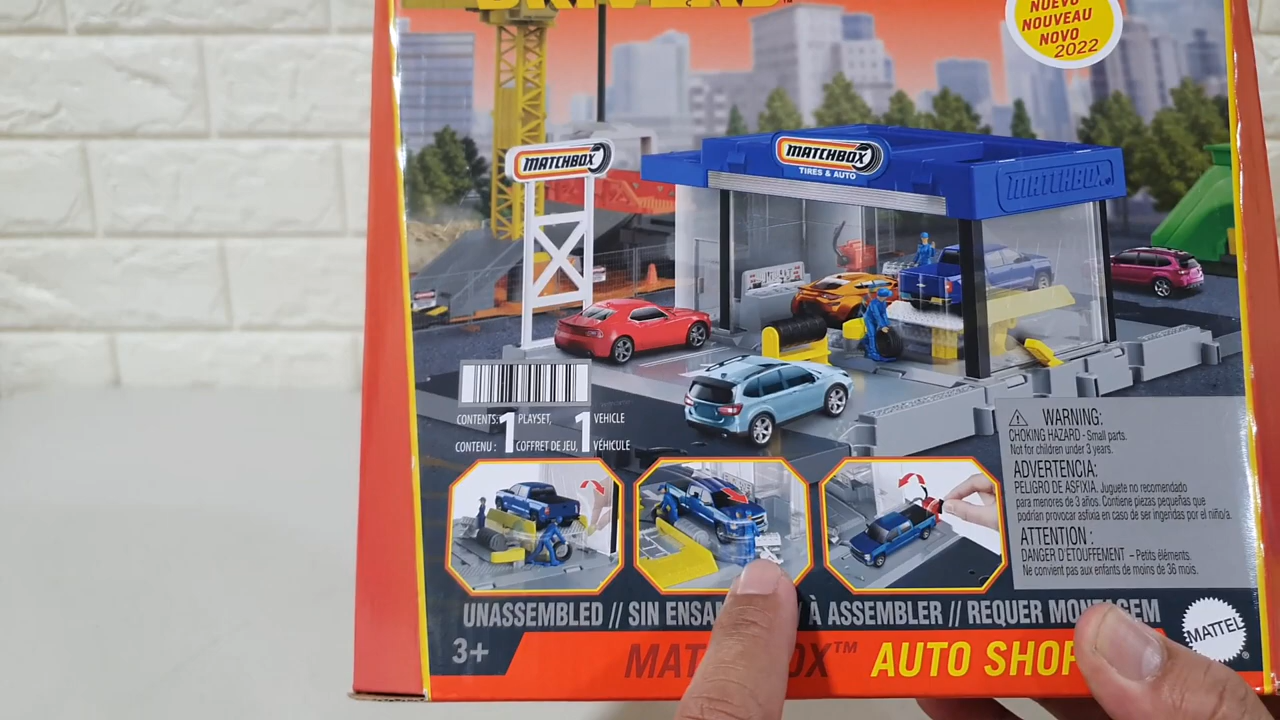 DRIVERS™
NUEVO
NOUVEAU
NOVO
2022
MATCHBOX
MATCHBOX
TIRES & AUTO
MATCHBOX
CONTENTS: 1 PLAYSET, 1 VEHICLE
CONTENU : 1 COFFRET DE JEU, 1 VÉHICULE
⚠ WARNING:
CHOKING HAZARD - Small parts.
Not for children under 3 years.
ADVERTENCIA:
PELIGRO DE ASFIXIA. Juguete no recomendado
para menores de 3 años. Contiene piezas pequeñas que
podrían provocar asfixia en caso de ser ingeridas por el niño/a.
ATTENTION :
DANGER D'ÉTOUFFEMENT – Petits éléments.
Ne convient pas aux enfants de moins de 36 mois.
UNASSEMBLED // SIN ENSA À ASSEMBLER // REQUER MONTAGEM
3+
MATCHBOX™ AUTO SHOP
MATTEL®